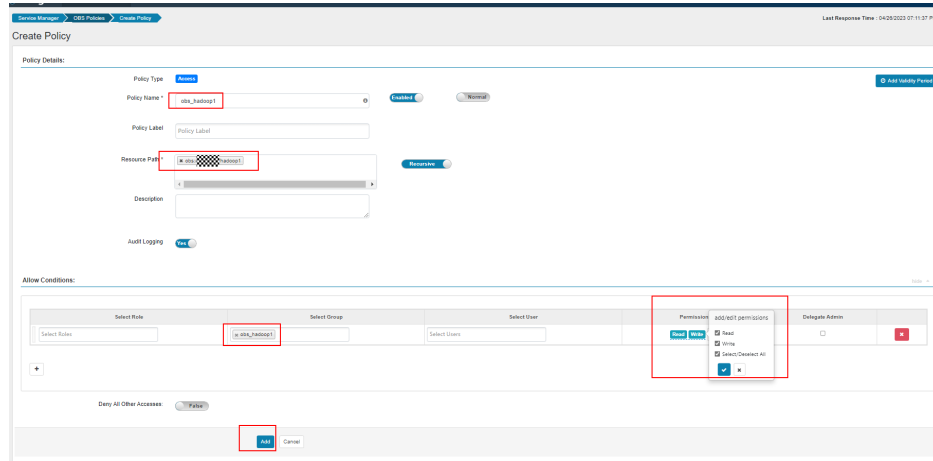 Service Manager OBS Policies Create Policy
Last Response Time : 04/26/2023 07:11:37 P
Create Policy
Policy Details:
Policy Type Access
Add Validity Period
Policy Name * obs_hadoop1 Enabled Normal
Policy Label Policy Label
Resource Path * obs:/ hadoop1 Recursive
Description
Audit Logging Yes
Allow Conditions:
Select Role Select Group Select User Permission Delegate Admin
add/edit permissions
Select Roles obs_hadoop1 Select Users Read Write
Read
Write
Select/Deselect All
+
Deny All Other Accesses: False
Add Cancel